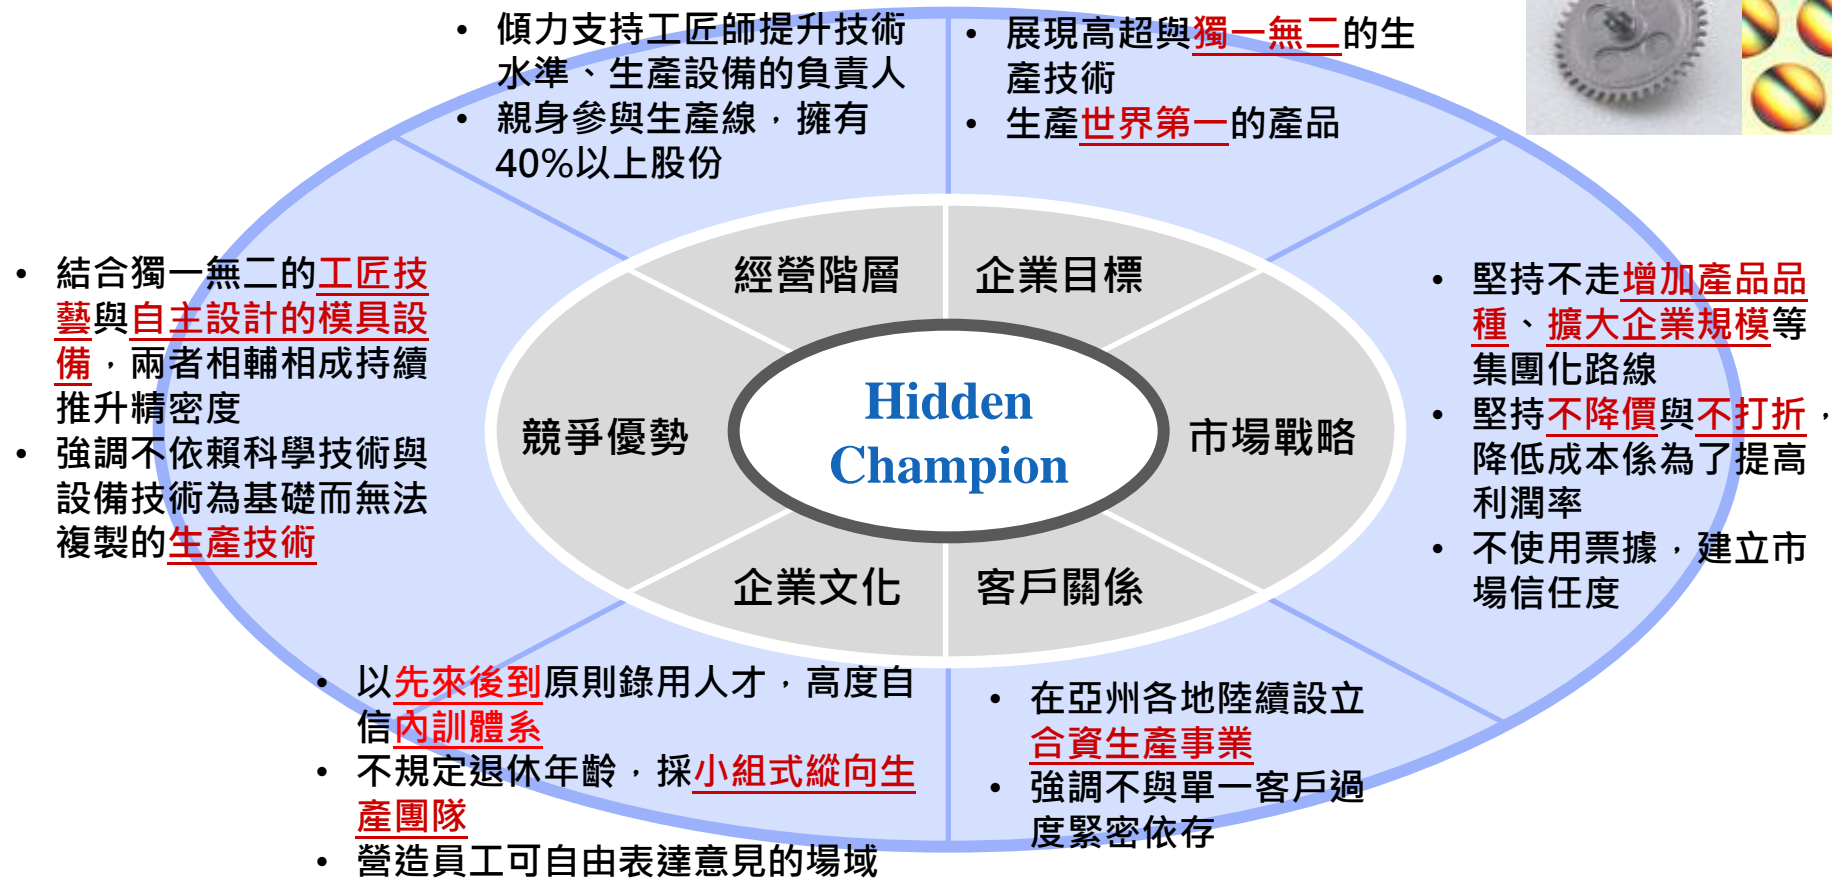 • 傾力支持工匠師提升技術
水準、生產設備的負責人
• 親身參與生產線，擁有
40%以上股份
• 展現高超與獨一無二的生
產技術
• 生產世界第一的產品
• 結合獨一無二的工匠技
藝與自主設計的模具設
備，兩者相輔相成持續
推升精密度
• 強調不依賴科學技術與
設備技術為基礎而無法
複製的生產技術
經營階層
企業目標
競爭優勢
Hidden
Champion
市場戰略
企業文化
客戶關係
• 堅持不走增加產品品
種、擴大企業規模等
集團化路線
• 堅持不降價與不打折，
降低成本係為了提高
利潤率
• 不使用票據，建立市
場信任度
• 以先來後到原則錄用人才，高度自
信內訓體系
• 不規定退休年齡，採小組式縱向生
產團隊
• 營造員工可自由表達意見的場域
• 在亞州各地陸續設立
合資生產事業
• 強調不與單一客戶過
度緊密依存